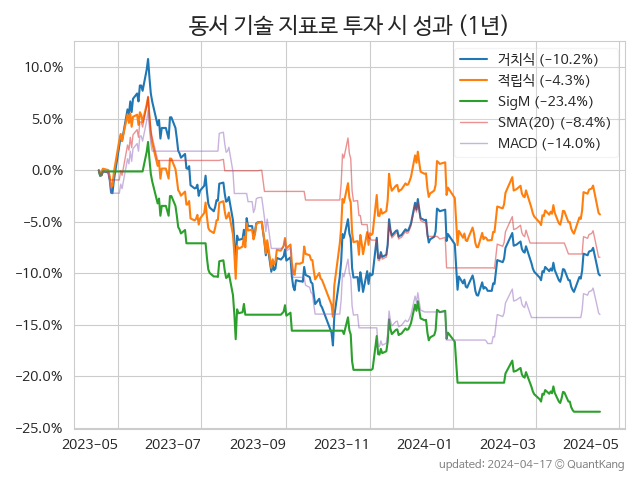 동서 기술 지표로 투자 시 성과 (1년)
거치식 (−10.2%)
적립식 (−4.3%)
SigM (−23.4%)
SMA(20) (−8.4%)
MACD (−14.0%)
10.0%
5.0%
0.0%
−5.0%
−10.0%
−15.0%
−20.0%
−25.0%
2023-05 2023-07 2023-09 2023-11 2024-01 2024-03 2024-05
updated: 2024-04-17 © QuantKang